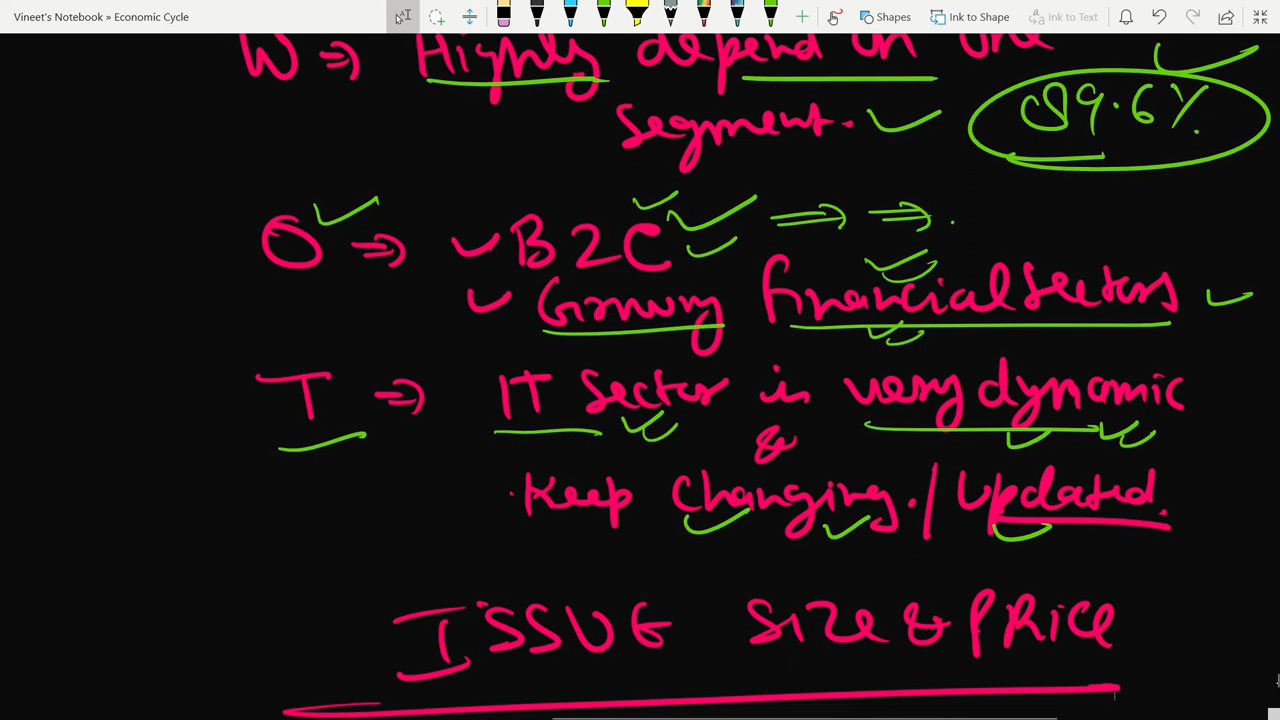 Vineet's Notebook » Economic Cycle
Shapes
Ink to Shape
Ink to Text
W ⇒ Highly depend on one
segment.
89.6%
O ⇒ B2C ⇒ ⇒ .
Growing financial sectors
T ⇒ IT Sector is very dynamic
&
Keep changing. / Updated.
ISSUE SIZE & PRICE